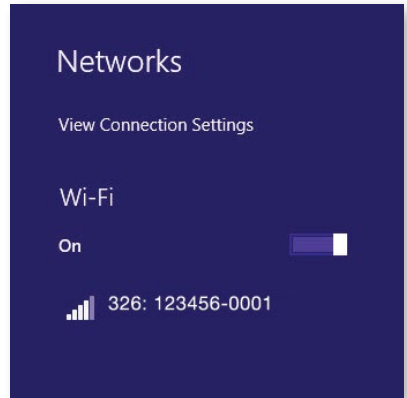 Networks
View Connection Settings
Wi-Fi
On
326: 123456-0001